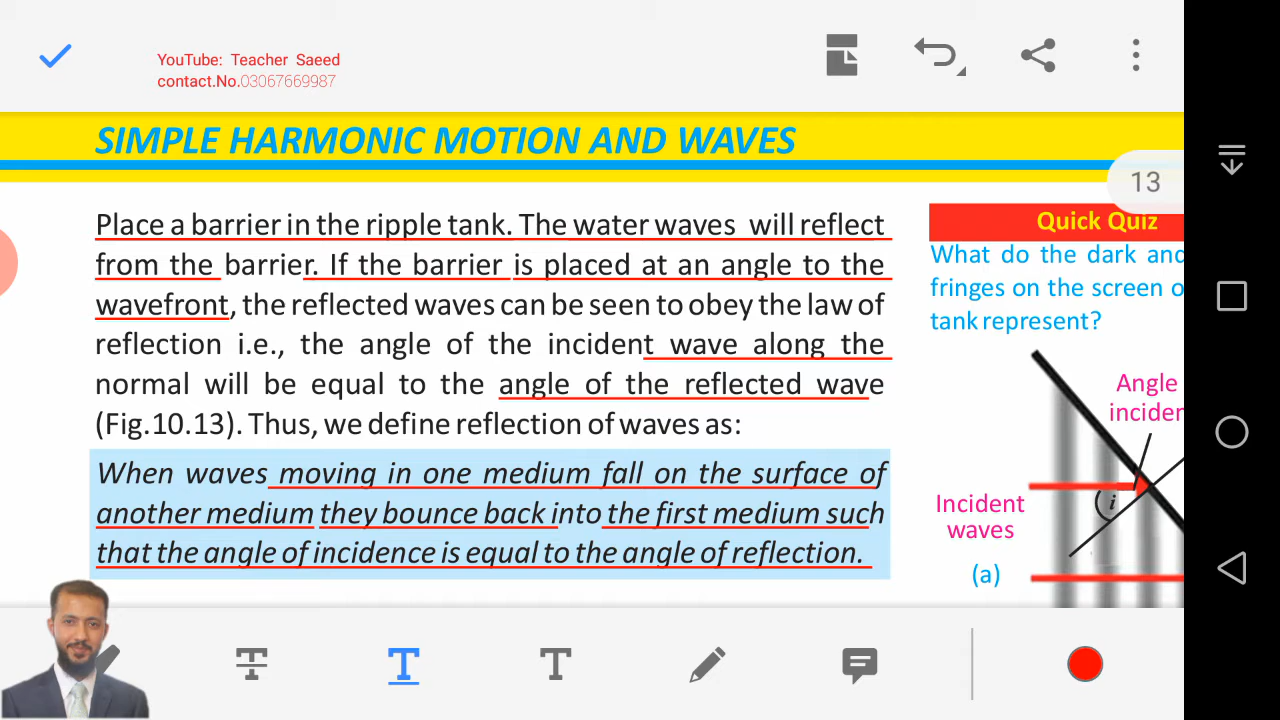 YouTube: Teacher Saeed
contact.No.03067669987
SIMPLE HARMONIC MOTION AND WAVES
13
Place a barrier in the ripple tank. The water waves will reflect
from the barrier. If the barrier is placed at an angle to the
wavefront, the reflected waves can be seen to obey the law of
reflection i.e., the angle of the incident wave along the
normal will be equal to the angle of the reflected wave
(Fig.10.13). Thus, we define reflection of waves as:
When waves moving in one medium fall on the surface of
another medium they bounce back into the first medium such
that the angle of incidence is equal to the angle of reflection.
Quick Quiz
What do the dark and
fringes on the screen o
tank represent?
Angle
inciden
i
Incident
waves
(a)
T
T
T